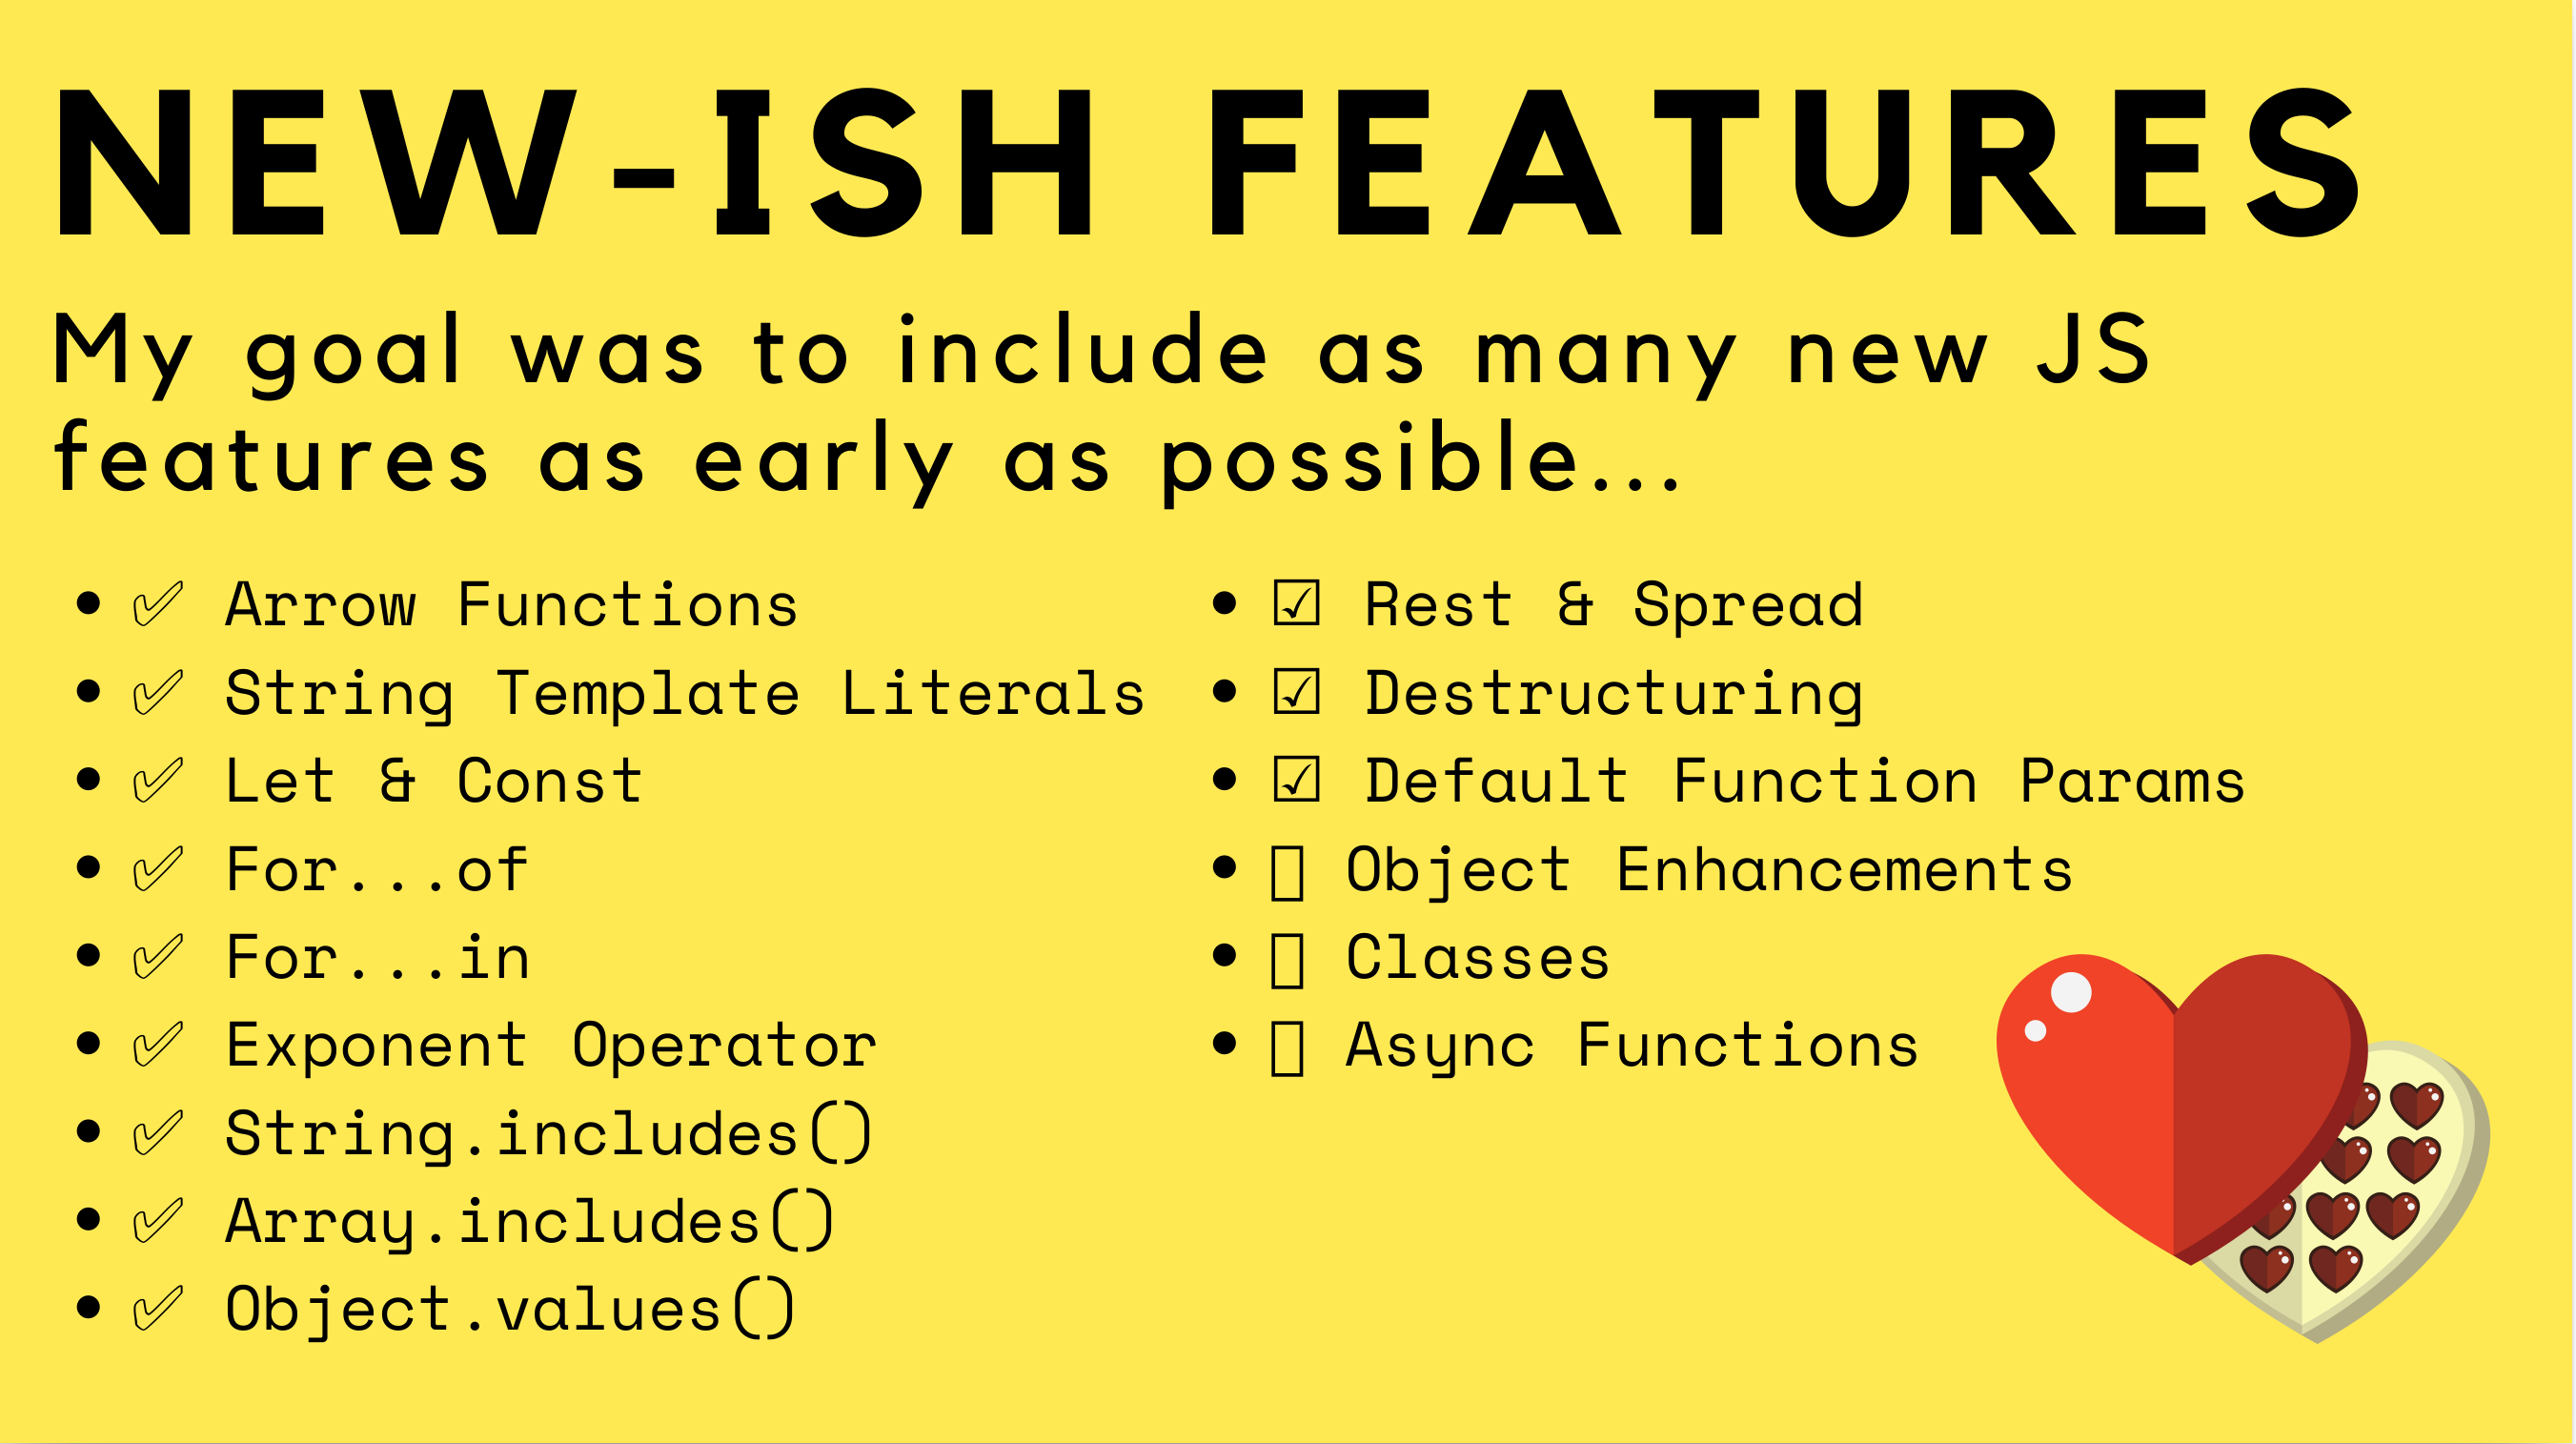 NEW-ISH FEATURES
My goal was to include as many new JS
features as early as possible...
• ✅ Arrow Functions
• ✅ String Template Literals
• ✅ Let & Const
• ✅ For...of
• ✅ For...in
• ✅ Exponent Operator
• ✅ String.includes()
• ✅ Array.includes()
• ✅ Object.values()
• ☑ Rest & Spread
• ☑ Destructuring
• ☑ Default Function Params
• ▯ Object Enhancements
• ▯ Classes
• ▯ Async Functions